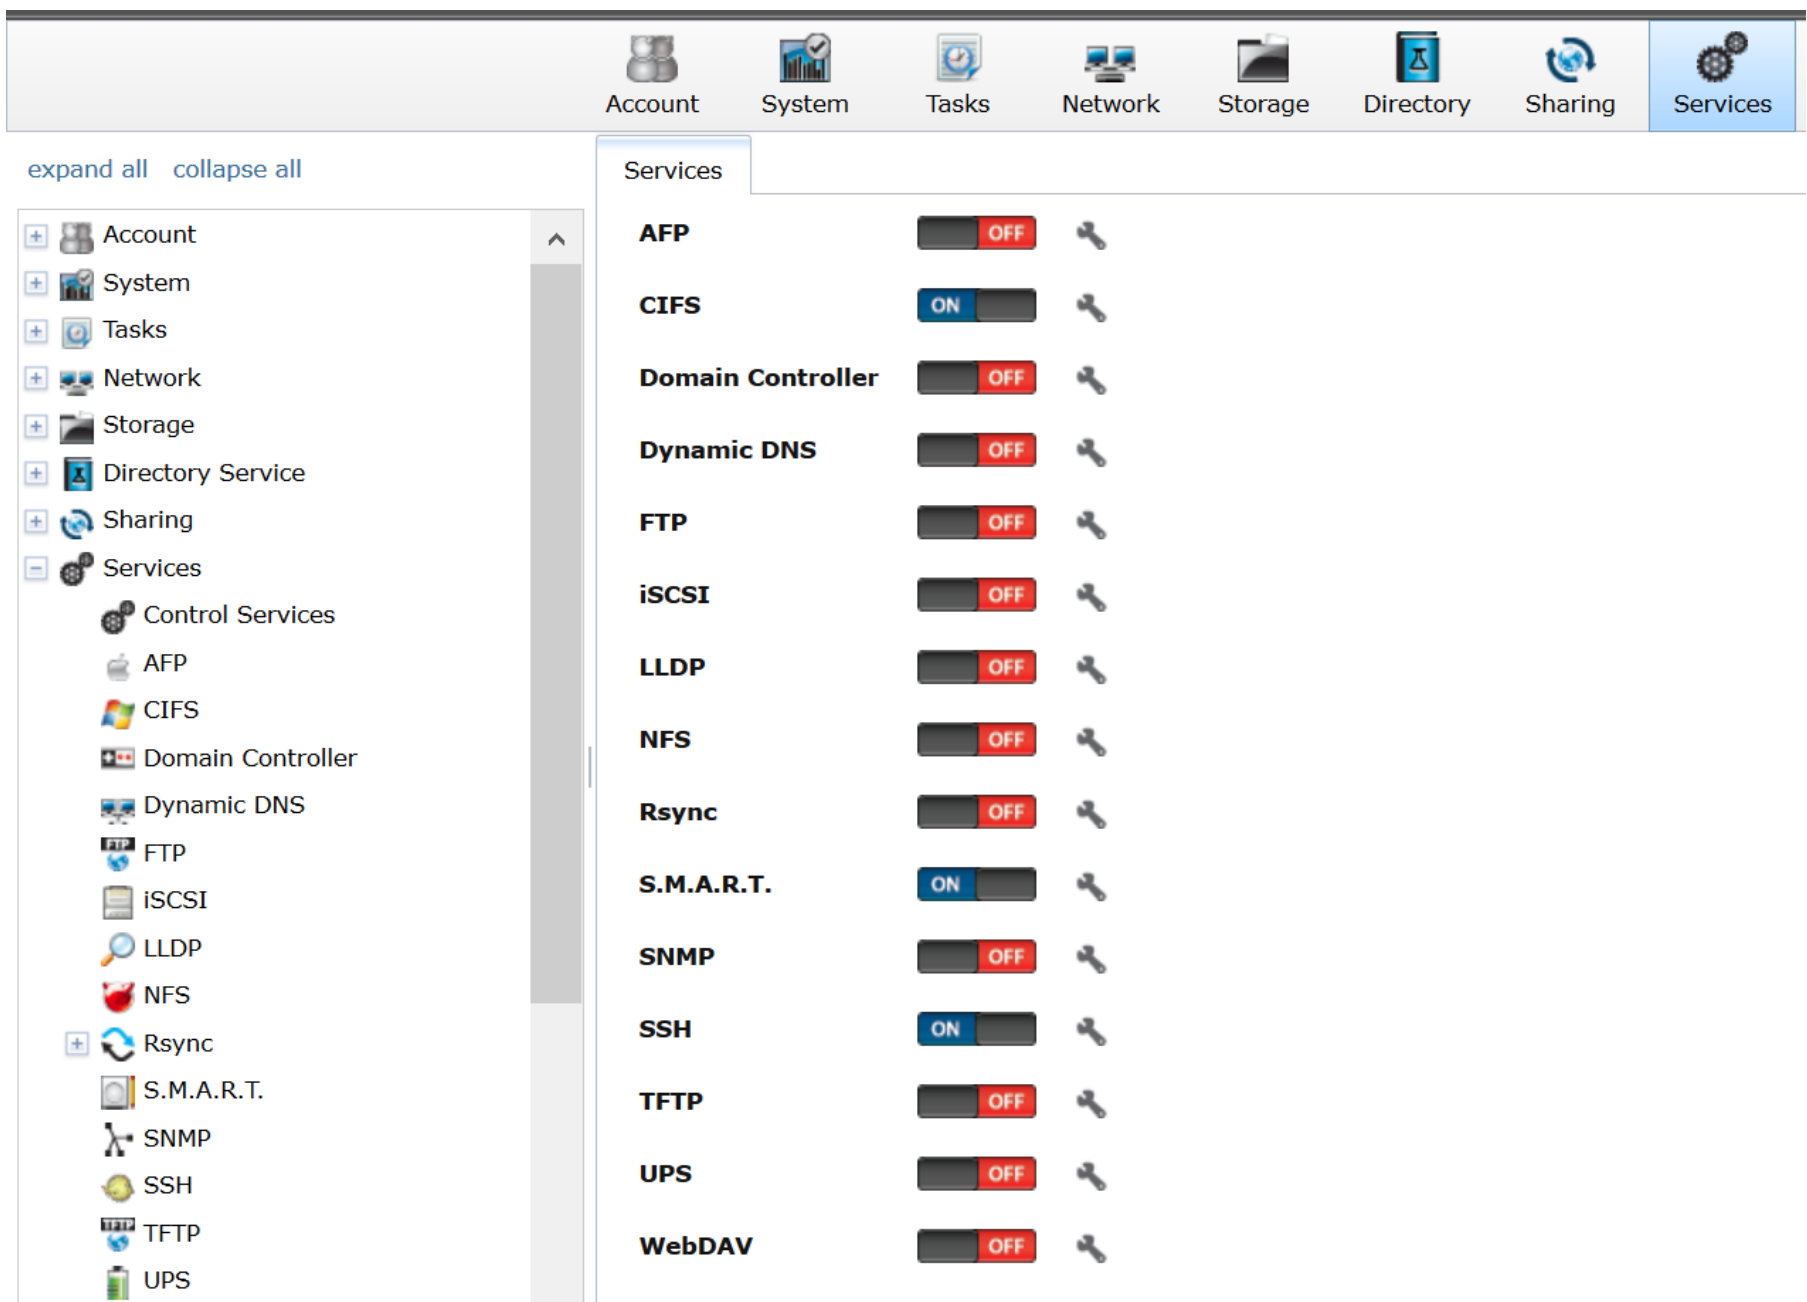 Account System Tasks Network Storage Directory Sharing Services
expand all collapse all
Account
System
Tasks
Network
Storage
Directory Service
Sharing
Services
Control Services
AFP
CIFS
Domain Controller
Dynamic DNS
FTP FTP
iSCSI
LLDP
NFS
Rsync
S.M.A.R.T.
SNMP
SSH
TFTP TFTP
UPS
Services
AFP OFF
CIFS ON
Domain Controller OFF
Dynamic DNS OFF
FTP OFF
iSCSI OFF
LLDP OFF
NFS OFF
Rsync OFF
S.M.A.R.T. ON
SNMP OFF
SSH ON
TFTP OFF
UPS OFF
WebDAV OFF